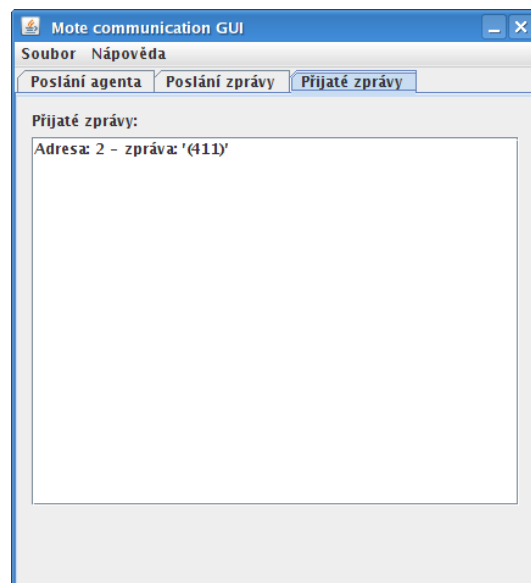 Mote communication GUI
Soubor Nápověda
Poslání agenta Poslání zprávy Přijaté zprávy
Přijaté zprávy:
Adresa: 2 - zpráva: '(411)'